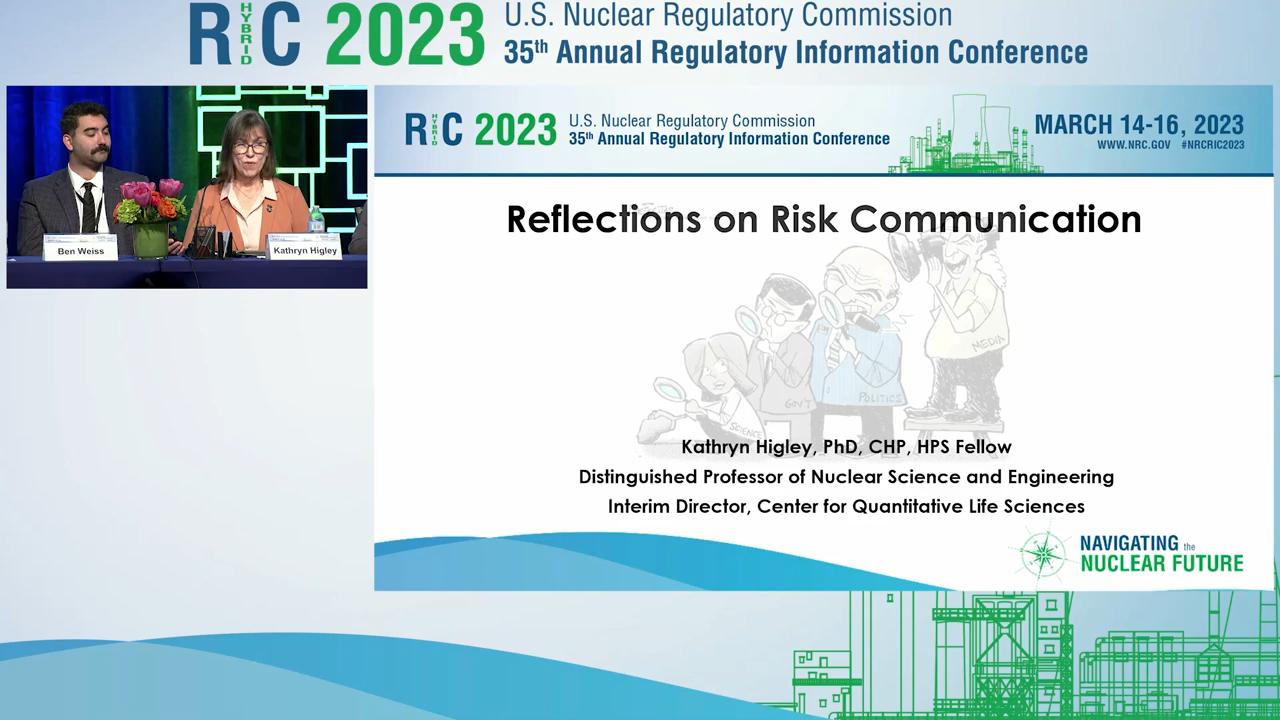 RIC 2023
HYBRID
U.S. Nuclear Regulatory Commission
35th Annual Regulatory Information Conference
Ben Weiss
Kathryn Higley
RIC 2023
HYBRID
U.S. Nuclear Regulatory Commission
35th Annual Regulatory Information Conference
MARCH 14-16, 2023
WWW.NRC.GOV #NRCRIC2023
Reflections on Risk Communication
SCIENCE
GOV'T
POLITICS
MEDIA
Kathryn Higley, PhD, CHP, HPS Fellow
Distinguished Professor of Nuclear Science and Engineering
Interim Director, Center for Quantitative Life Sciences
NAVIGATING the
NUCLEAR FUTURE